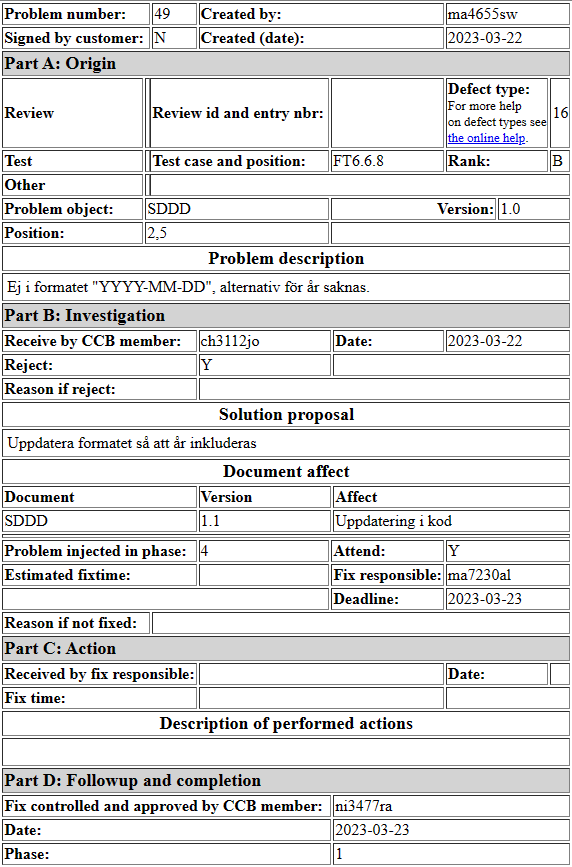 Problem number: 49 Created by: ma4655sw
Signed by customer: N Created (date): 2023-03-22
Part A: Origin
Review Review id and entry nbr: Defect type:
For more help
on defect types see
the online help. 16
Test Test case and position: FT6.6.8 Rank: B
Other
Problem object: SDDD Version: 1.0
Position: 2,5
Problem description
Ej i formatet "YYYY-MM-DD", alternativ för år saknas.
Part B: Investigation
Receive by CCB member: ch3112jo Date: 2023-03-22
Reject: Y
Reason if reject:
Solution proposal
Uppdatera formatet så att år inkluderas
Document affect
Document Version Affect
SDDD 1.1 Uppdatering i kod
Problem injected in phase: 4 Attend: Y
Estimated fixtime: Fix responsible: ma7230al
Deadline: 2023-03-23
Reason if not fixed:
Part C: Action
Received by fix responsible: Date:
Fix time:
Description of performed actions
Part D: Followup and completion
Fix controlled and approved by CCB member: ni3477ra
Date: 2023-03-23
Phase: 1